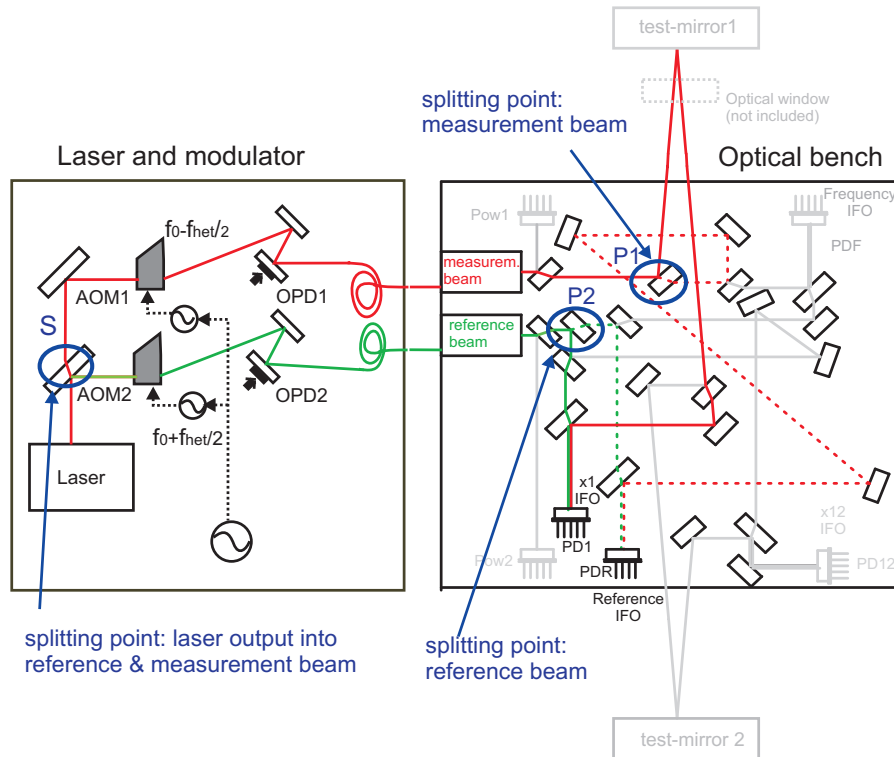 test-mirror1
splitting point:
measurement beam
Optical window
(not included)
Laser and modulator
Optical bench
f0-fhet/2
Pow1
Frequency
IFO
P1
PDF
measurem.
beam
AOM1
OPD1
P2
S
reference
beam
AOM2
OPD2
f0+fhet/2
Laser
x1
IFO
x12
IFO
PD1
Pow2
PDR
PD12
Reference
IFO
splitting point: laser output into
reference & measurement beam
splitting point:
reference beam
test-mirror 2